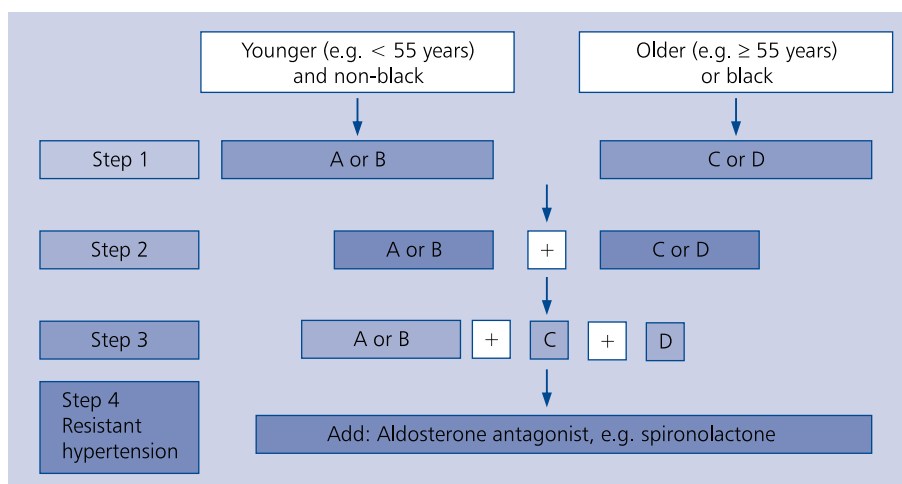 Younger (e.g. < 55 years)
and non-black
Older (e.g. ≥ 55 years)
or black
Step 1
A or B
C or D
Step 2
A or B
+
C or D
Step 3
A or B
+
C
+
D
Step 4
Resistant
hypertension
Add: Aldosterone antagonist, e.g. spironolactone